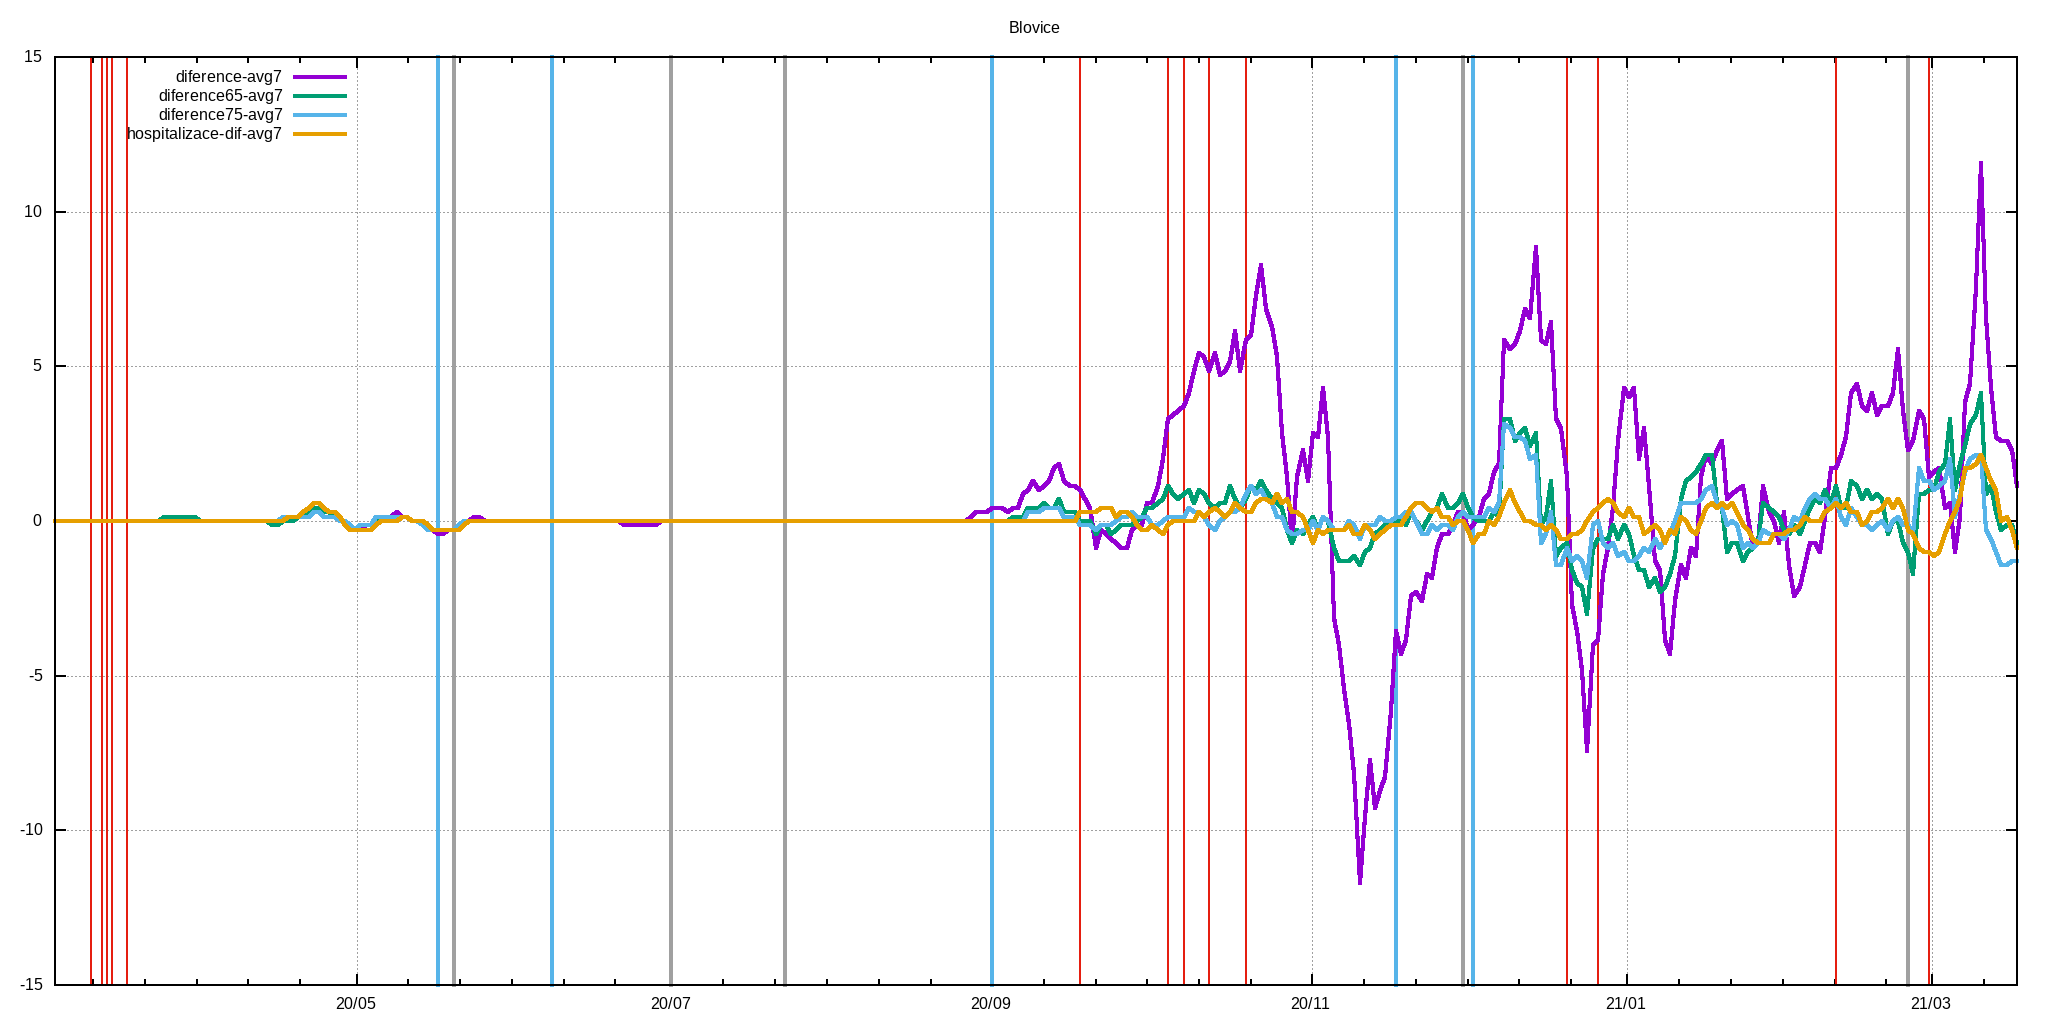 Blovice
15
10
5
0
-5
-10
-15
diference-avg7
diference65-avg7
diference75-avg7
hospitalizace-dif-avg7
20/05 20/07 20/09 20/11 21/01 21/03